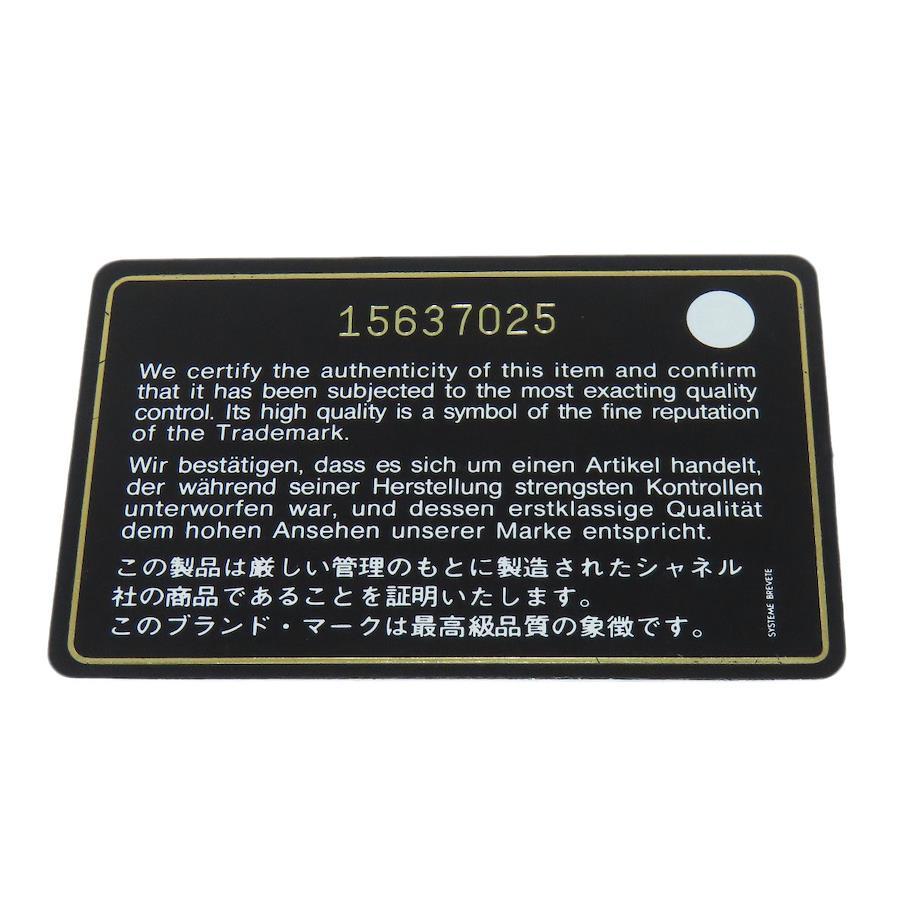 15637025
We certify the authenticity of this item and confirm
that it has been subjected to the most exacting quality
control. Its high quality is a symbol of the fine reputation
of the Trademark.
Wir bestätigen, dass es sich um einen Artikel handelt,
der während seiner Herstellung strengsten Kontrollen
unterworfen war, und dessen erstklassige Qualität
dem hohen Ansehen unserer Marke entspricht.
この製品は厳しい管理のもとに製造されたシャネル
社の商品であることを証明いたします。
このブランド・マークは最高級品質の象徴です。
SYSTEME BREVETE